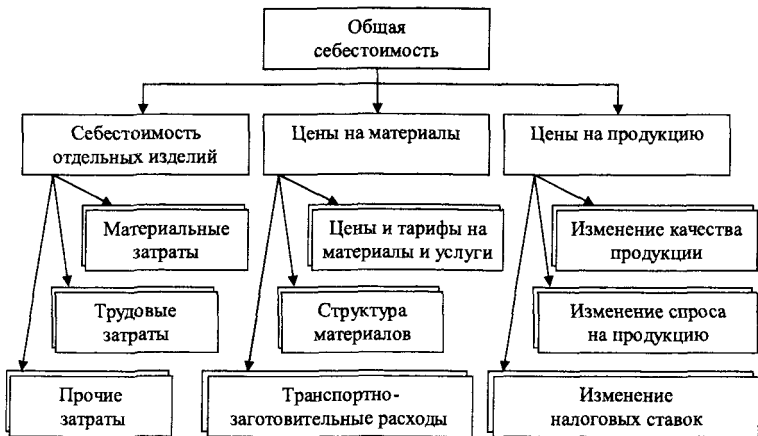 Общая
себестоимость
Себестоимость
отдельных изделий
Цены на материалы
Цены на продукцию
Материальные
затраты
Цены и тарифы на
материалы и услуги
Изменение качества
продукции
Трудовые
затраты
Структура
материалов
Изменение спроса
на продукцию
Прочие
затраты
Транспортно-
заготовительные расходы
Изменение
налоговых ставок